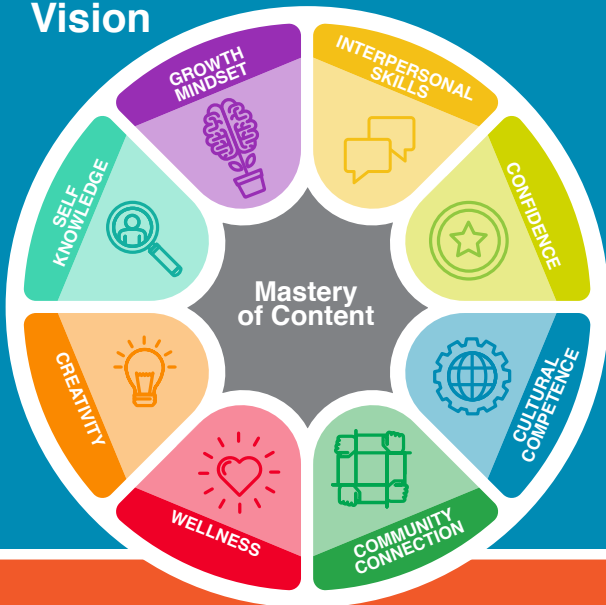 Vision
GROWTH
MINDSET
INTERPERSONAL
SKILLS
SELF
KNOWLEDGE
CONFIDENCE
Mastery
of Content
CREATIVITY
CULTURAL
COMPETENCE
WELLNESS
COMMUNITY
CONNECTION